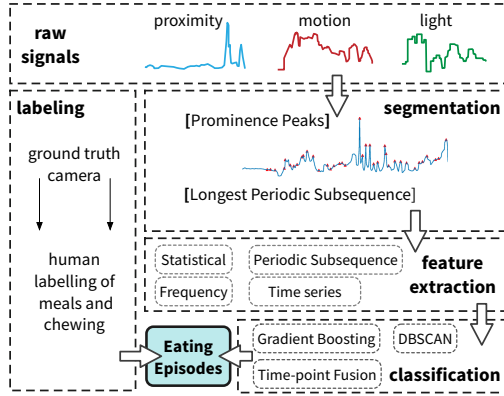 raw
signals
proximity
motion
light
labeling
ground truth
camera
human
labelling of
meals and
chewing
segmentation
[Prominence Peaks]
[Longest Periodic Subsequence]
Statistical
Periodic Subsequence
Frequency
Time series
feature
extraction
Eating
Episodes
Gradient Boosting
DBSCAN
Time-point Fusion
classification